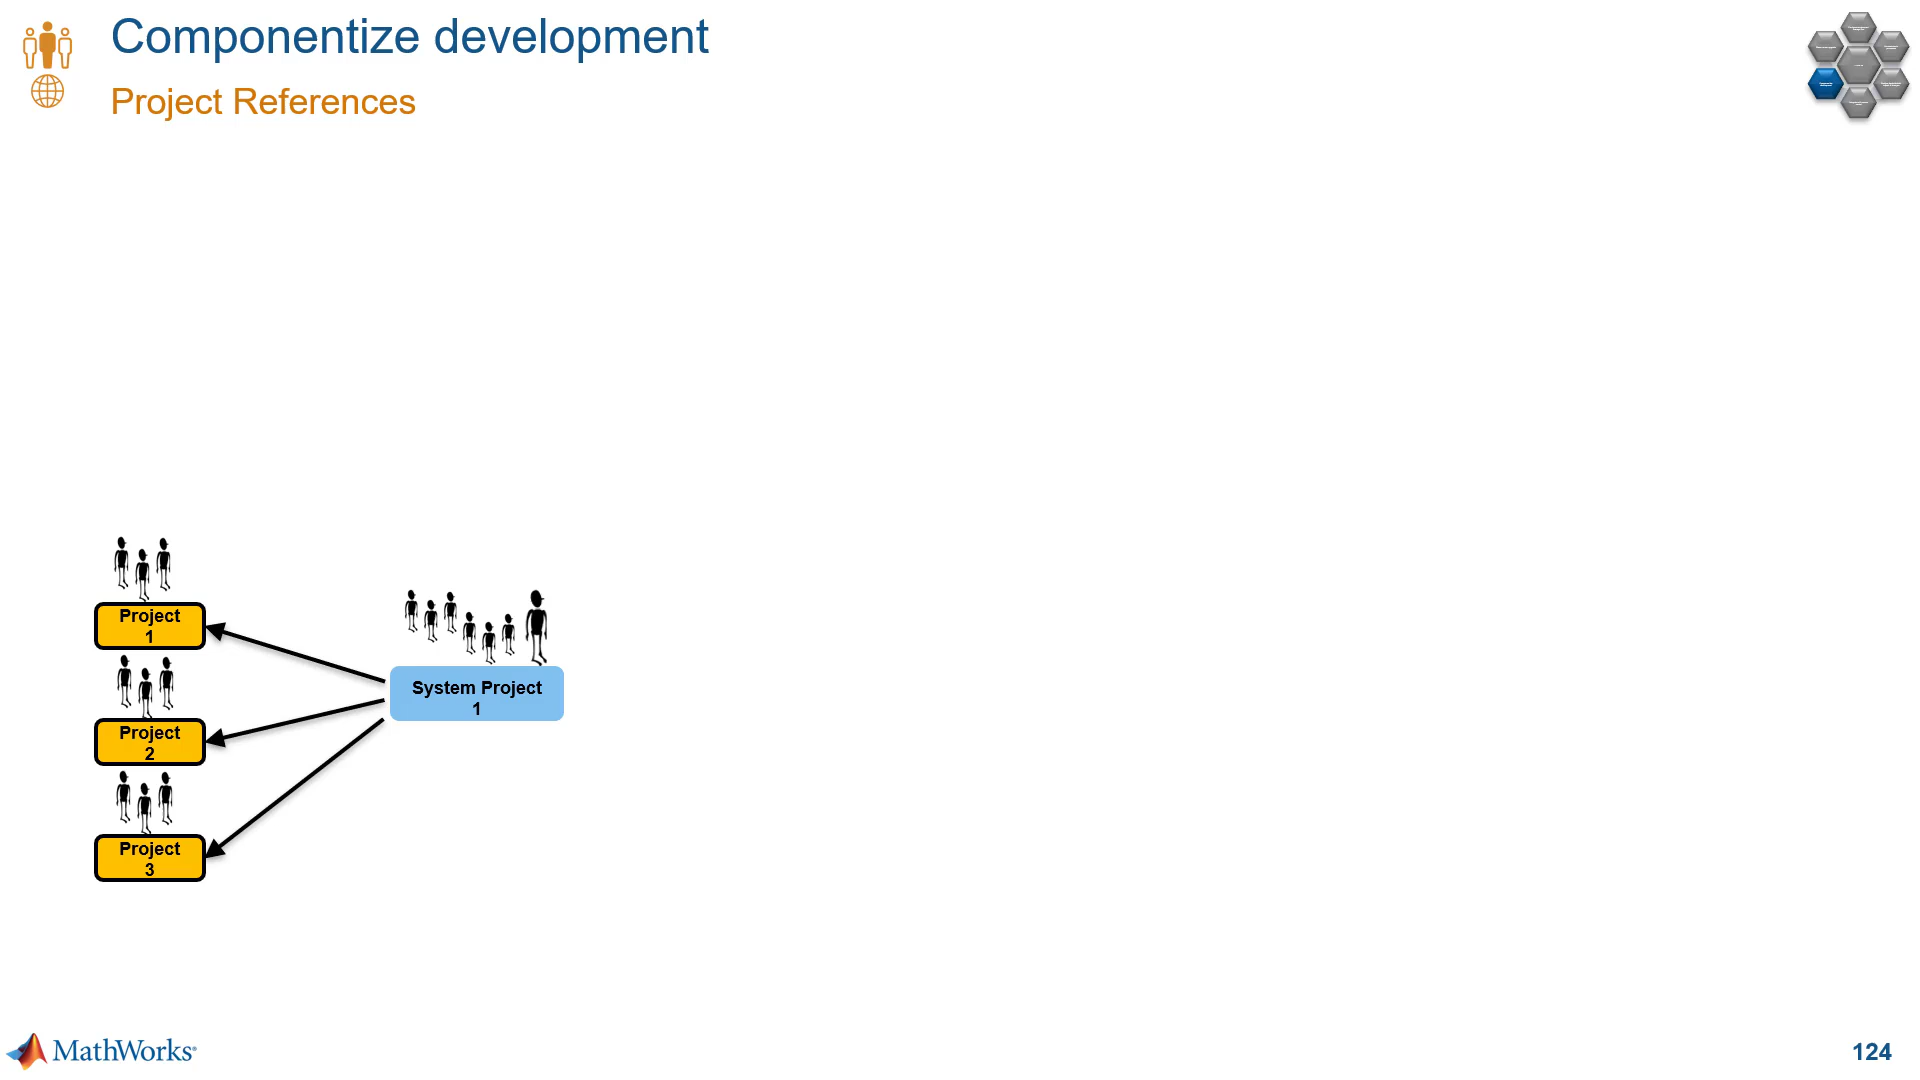 Componentize development
Project References
Project
1
System Project
1
Project
2
Project
3
MathWorks
124